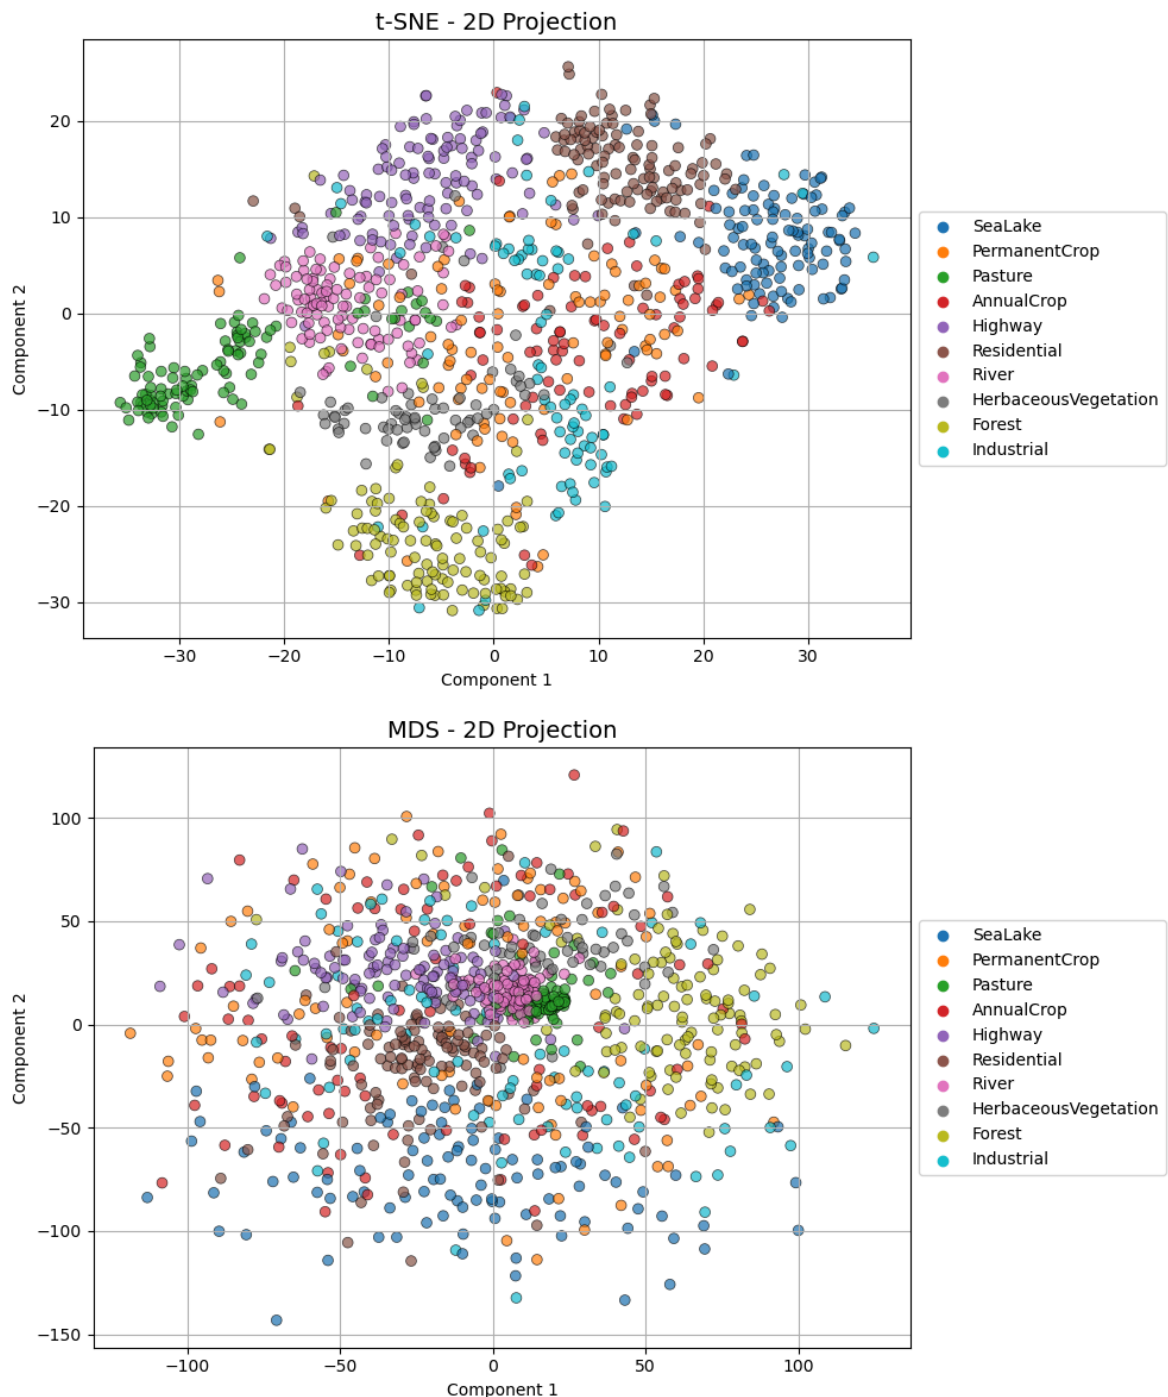 t-SNE - 2D Projection
20
10
0
−10
−20
−30
Component 2
−30 −20 −10 0 10 20 30
Component 1
SeaLake
PermanentCrop
Pasture
AnnualCrop
Highway
Residential
River
HerbaceousVegetation
Forest
Industrial
MDS - 2D Projection
100
50
0
−50
−100
−150
Component 2
−100 −50 0 50 100
Component 1
SeaLake
PermanentCrop
Pasture
AnnualCrop
Highway
Residential
River
HerbaceousVegetation
Forest
Industrial